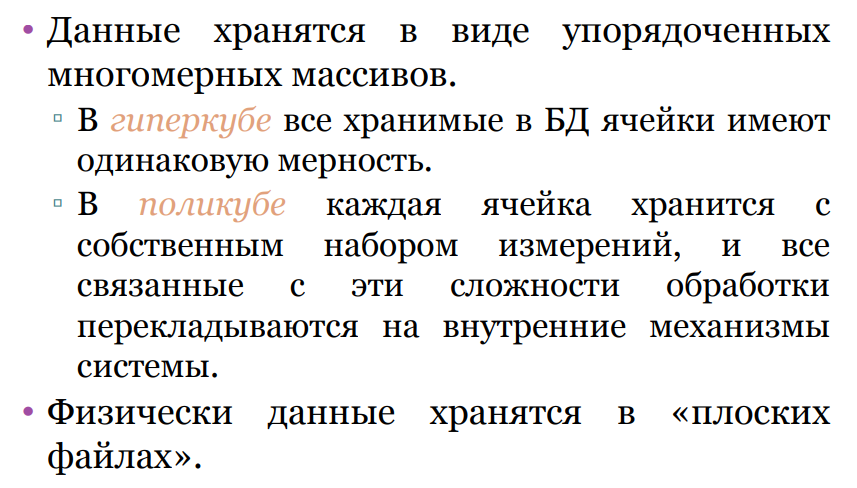 • Данные хранятся в виде упорядоченных
многомерных массивов.
▫ В гиперкубе все хранимые в БД ячейки имеют
одинаковую мерность.
▫ В поликубе каждая ячейка хранится с
собственным набором измерений, и все
связанные с эти сложности обработки
перекладываются на внутренние механизмы
системы.
• Физически данные хранятся в «плоских
файлах».